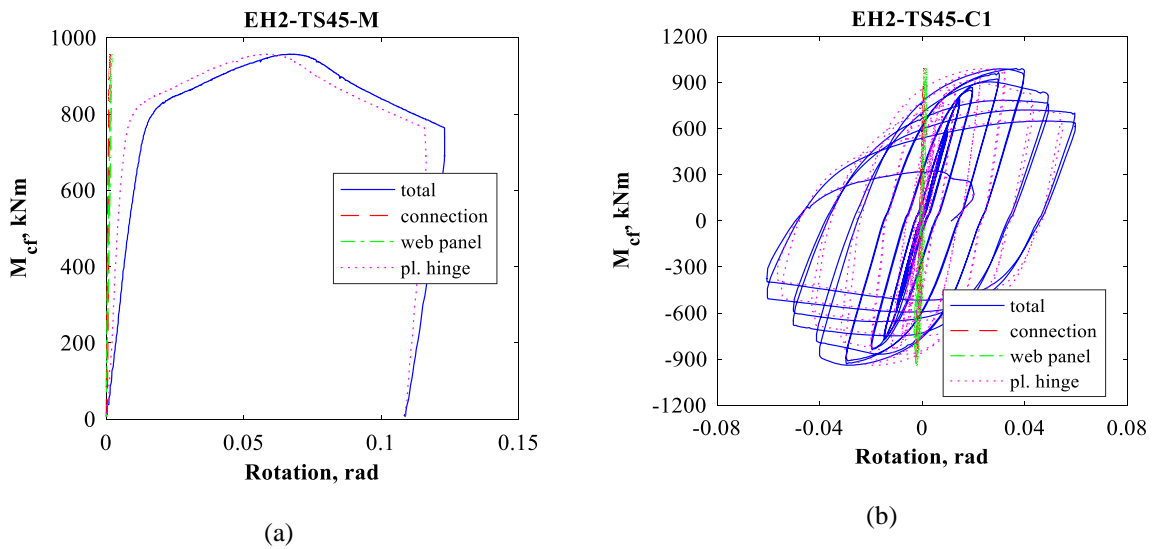 EH2-TS45-M
1000
800
600
400
200
0
0
0.05
0.1
0.15
M_cf, kNm
Rotation, rad
total
connection
web panel
pl. hinge
(a)
EH2-TS45-C1
1200
900
600
300
0
-300
-600
-900
-1200
-0.08
-0.04
0
0.04
0.08
M_cf, kNm
Rotation, rad
total
connection
web panel
pl. hinge
(b)